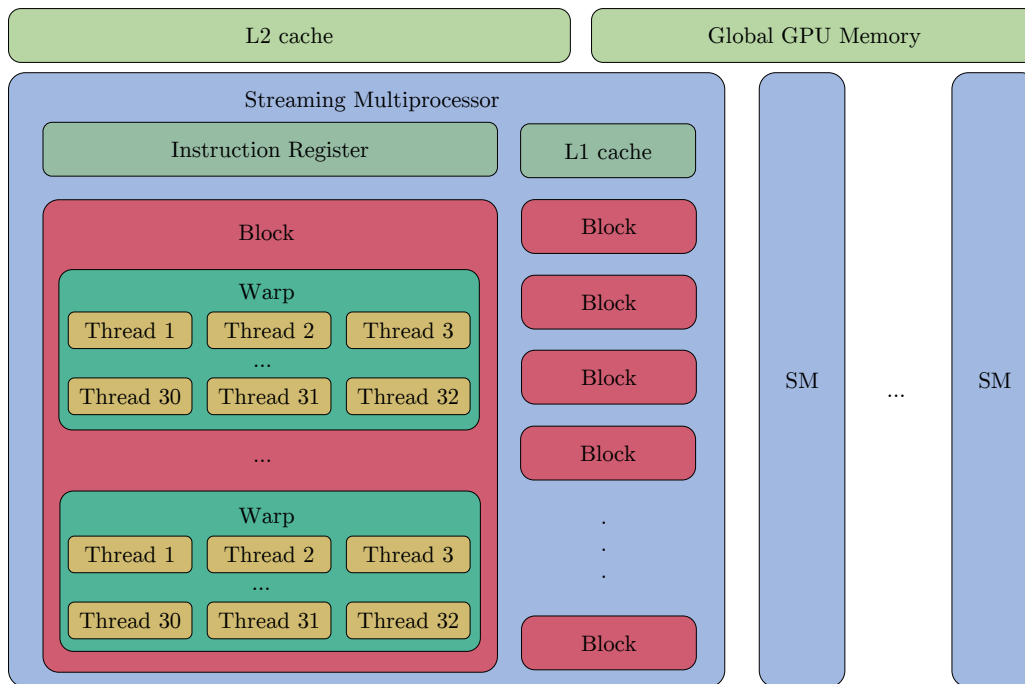 L2 cache
Global GPU Memory
Streaming Multiprocessor
Instruction Register
L1 cache
Block
Warp
Thread 1 Thread 2 Thread 3
...
Thread 30 Thread 31 Thread 32
...
Warp
Thread 1 Thread 2 Thread 3
...
Thread 30 Thread 31 Thread 32
Block
Block
Block
Block
.
.
.
Block
SM
...
SM